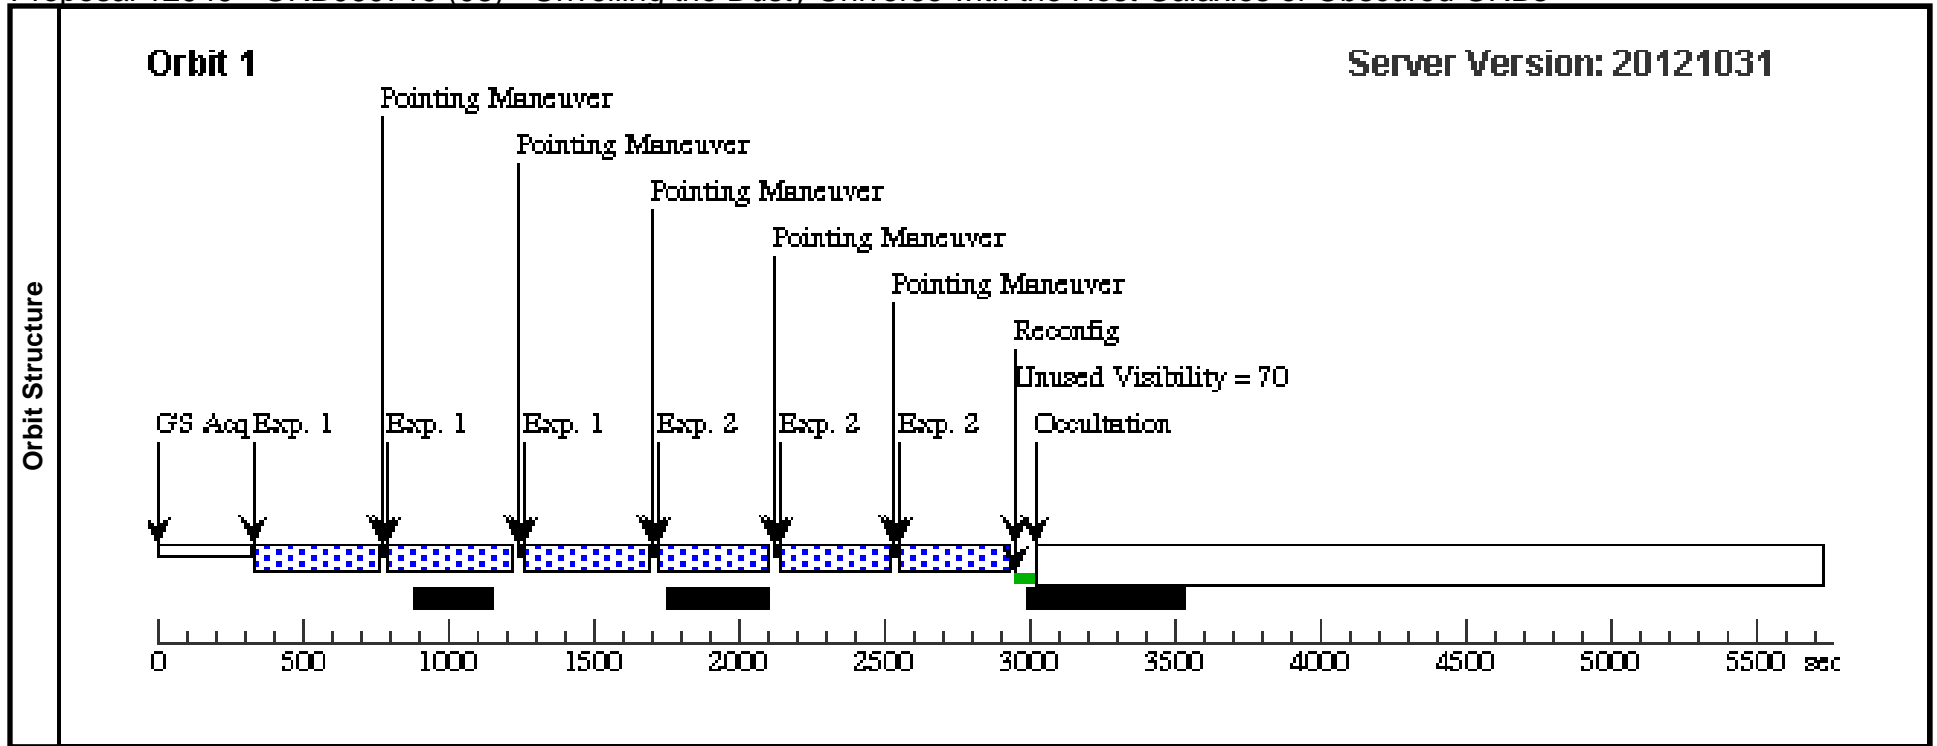 Orbit Structure
Orbit 1
Server Version: 20121031
Pointing Maneuver
Pointing Maneuver
Pointing Maneuver
Pointing Maneuver
Pointing Maneuver
Reconfig
Unused Visibility = 70
GS Acq Exp. 1 Exp. 1 Exp. 1 Exp. 2 Exp. 2 Exp. 2 Occultation
0 500 1000 1500 2000 2500 3000 3500 4000 4500 5000 5500 sec